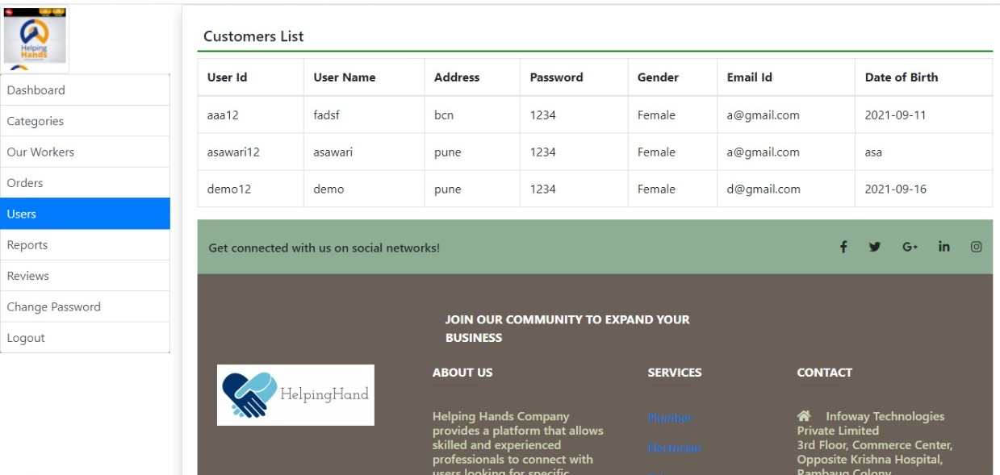 Helping
Hands
Dashboard
Categories
Our Workers
Orders
Users
Reports
Reviews
Change Password
Logout
Customers List
User Id User Name Address Password Gender Email Id Date of Birth
aaa12 fadsf bcn 1234 Female a@gmail.com 2021-09-11
asawari12 asawari pune 1234 Female a@gmail.com asa
demo12 demo pune 1234 Female d@gmail.com 2021-09-16
Get connected with us on social networks!
JOIN OUR COMMUNITY TO EXPAND YOUR
BUSINESS
HelpingHand
ABOUT US
Helping Hands Company
provides a platform that allows
skilled and experienced
professionals to connect with
users looking for specific
SERVICES
Plumber
Electrician
CONTACT
Infoway Technologies
Private Limited
3rd Floor, Commerce Center,
Opposite Krishna Hospital,
Rambaug Colony